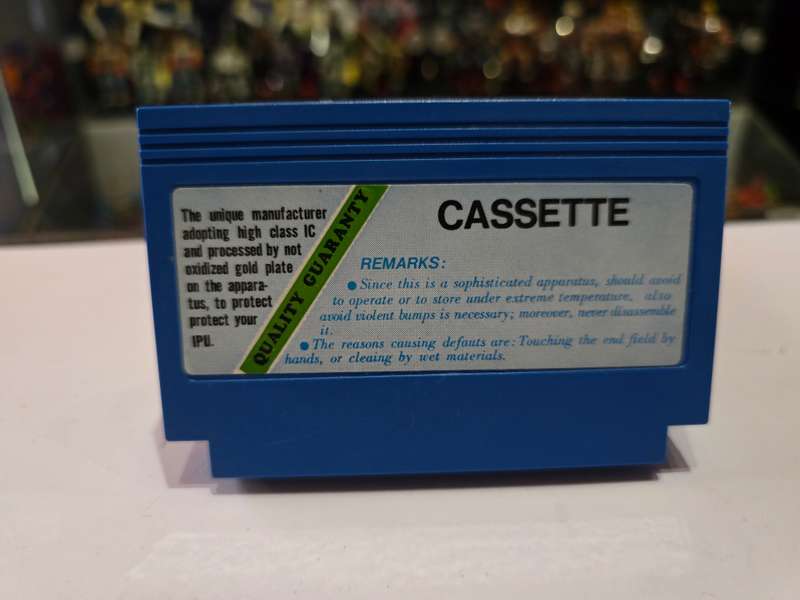 CASSETTE
The unique manufacturer
adopting high class IC
and processed by not
oxidized gold plate
on the appara-
tus, to protect
protect your
IPU.
QUALITY GUARANTY
REMARKS:
● Since this is a sophisticated apparatus, should avoid
to operate or to store under extreme temperature, also
avoid violent bumps is necessary; moreover, never disassemble
it.
● The reasons causing defauts are: Touching the end field by
hands, or cleaing by wet materials.